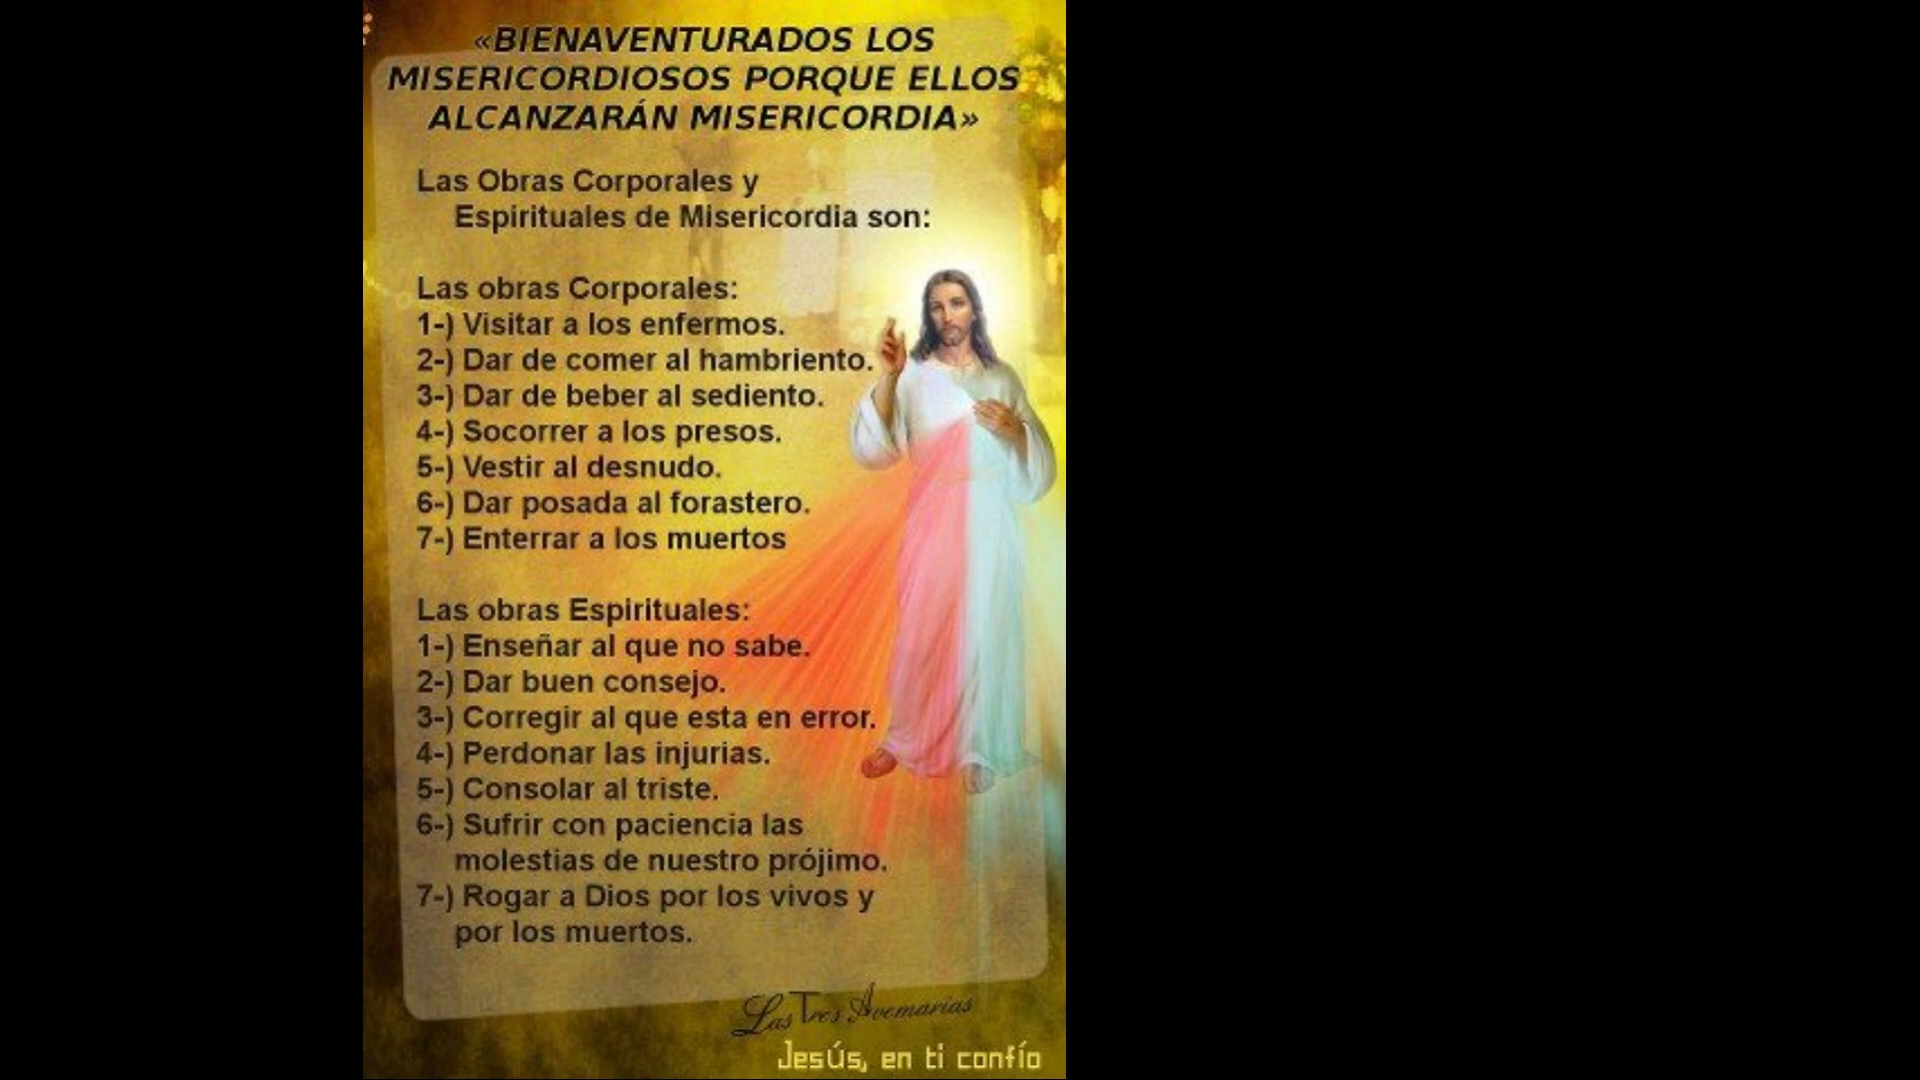 «BIENAVENTURADOS LOS
MISERICORDIOSOS PORQUE ELLOS
ALCANZARÁN MISERICORDIA»
Las Obras Corporales y
Espirituales de Misericordia son:
Las obras Corporales:
1-) Visitar a los enfermos.
2-) Dar de comer al hambriento.
3-) Dar de beber al sediento.
4-) Socorrer a los presos.
5-) Vestir al desnudo.
6-) Dar posada al forastero.
7-) Enterrar a los muertos
Las obras Espirituales:
1-) Enseñar al que no sabe.
2-) Dar buen consejo.
3-) Corregir al que esta en error.
4-) Perdonar las injurias.
5-) Consolar al triste.
6-) Sufrir con paciencia las
molestias de nuestro prójimo.
7-) Rogar a Dios por los vivos y
por los muertos.
Las Tres Avemarías
Jesús, en ti confío